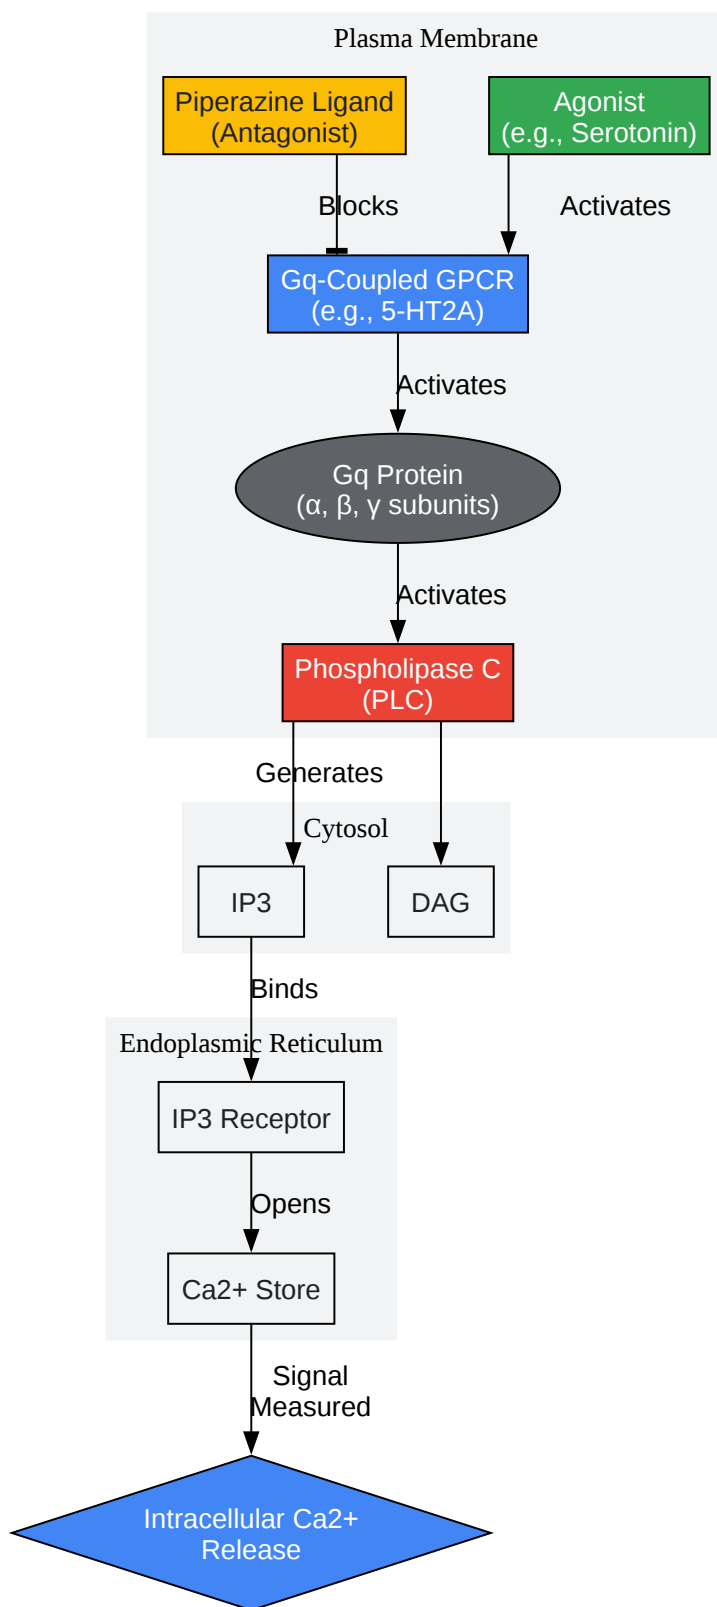 Plasma Membrane
Piperazine Ligand
(Antagonist)
Agonist
(e.g., Serotonin)
Blocks
Activates
Gq-Coupled GPCR
(e.g., 5-HT2A)
Activates
Gq Protein
(α, β, γ subunits)
Activates
Phospholipase C
(PLC)
Generates
Cytosol
IP3
DAG
Binds
Endoplasmic Reticulum
IP3 Receptor
Opens
Ca2+ Store
Signal
Measured
Intracellular Ca2+
Release